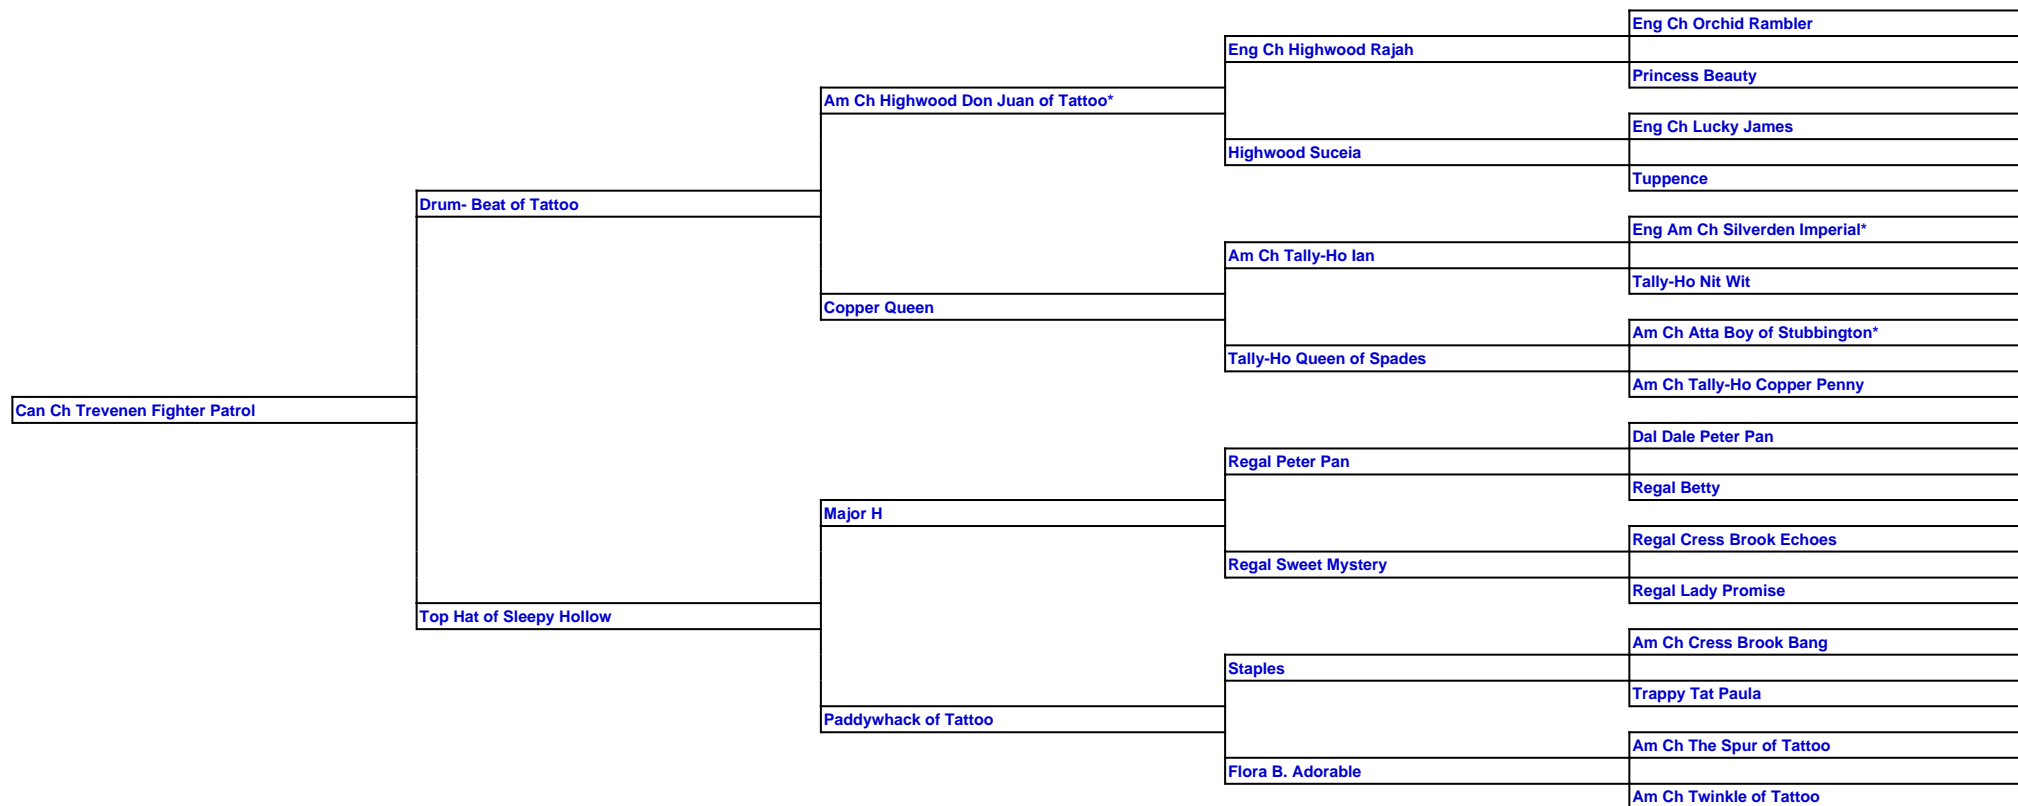 Eng Ch Orchid Rambler
Eng Ch Highwood Rajah
Princess Beauty
Am Ch Highwood Don Juan of Tattoo*
Eng Ch Lucky James
Highwood Suceia
Tuppence
Drum- Beat of Tattoo
Eng Am Ch Silverden Imperial*
Am Ch Tally-Ho Ian
Tally-Ho Nit Wit
Copper Queen
Am Ch Atta Boy of Stubbington*
Tally-Ho Queen of Spades
Am Ch Tally-Ho Copper Penny
Can Ch Trevenen Fighter Patrol
Dal Dale Peter Pan
Regal Peter Pan
Regal Betty
Major H
Regal Cress Brook Echoes
Regal Sweet Mystery
Regal Lady Promise
Top Hat of Sleepy Hollow
Am Ch Cress Brook Bang
Staples
Trappy Tat Paula
Paddywhack of Tattoo
Am Ch The Spur of Tattoo
Flora B. Adorable
Am Ch Twinkle of Tattoo